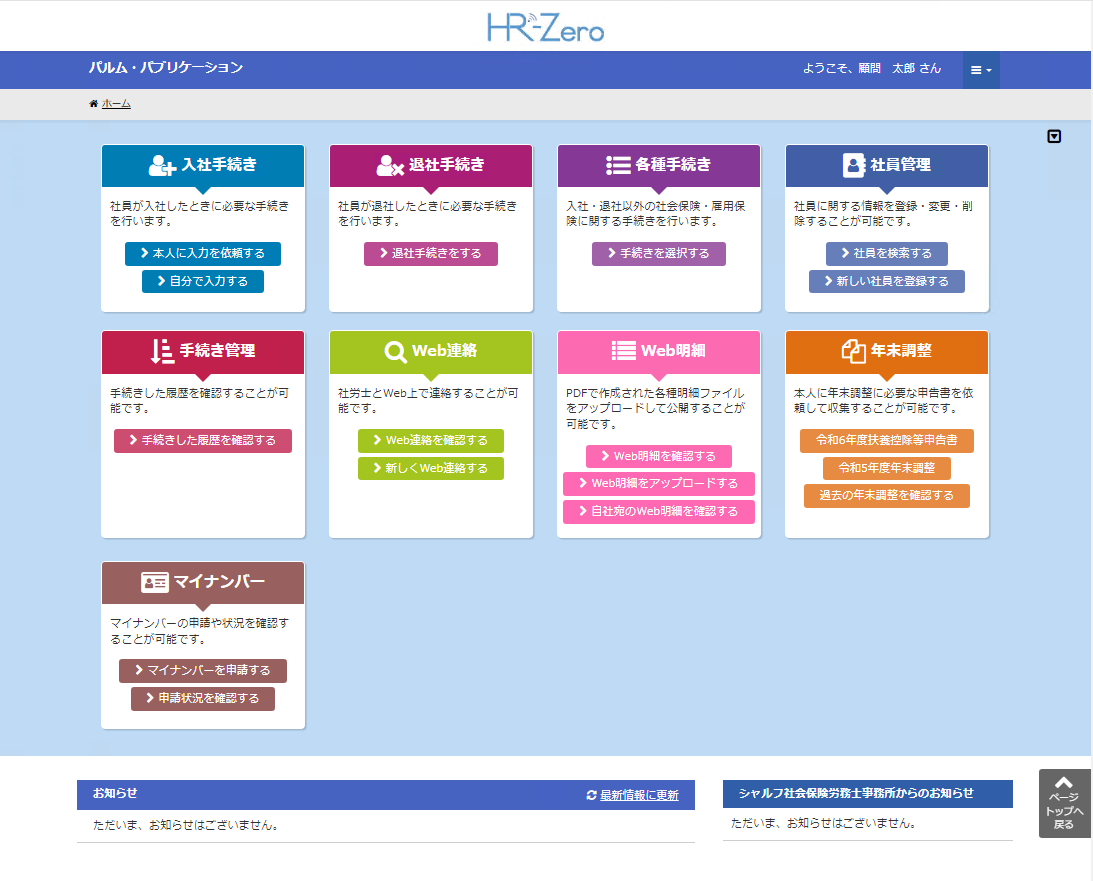 HR-Zero
パルム・パブリケーション
ようこそ、顧問 太郎 さん
ホーム
入社手続き
社員が入社したときに必要な手続き
を行います。
本人に入力を依頼する
自分で入力する
退社手続き
社員が退社したときに必要な手続き
を行います。
退社手続きをする
各種手続き
入社・退社以外の社会保険・雇用保
険に関する手続きを行います。
手続きを選択する
社員管理
社員に関する情報を登録・変更・削
除することが可能です。
社員を検索する
新しい社員を登録する
手続き管理
手続きした履歴を確認することが可
能です。
手続きした履歴を確認する
Web連絡
社労士とWeb上で連絡することが可
能です。
Web連絡を確認する
新しくWeb連絡する
Web明細
PDFで作成された各種明細ファイル
をアップロードして公開することが
可能です。
Web明細を確認する
Web明細をアップロードする
自社宛のWeb明細を確認する
年末調整
本人に年末調整に必要な申告書を依
頼して収集することが可能です。
令和6年度扶養控除等申告書
令和5年度年末調整
過去の年末調整を確認する
マイナンバー
マイナンバーの申請や状況を確認す
ることが可能です。
マイナンバーを申請する
申請状況を確認する
お知らせ
最新情報に更新
ただいま、お知らせはございません。
シャルフ社会保険労務士事務所からのお知らせ
ただいま、お知らせはございません。
ページ
トップへ
戻る